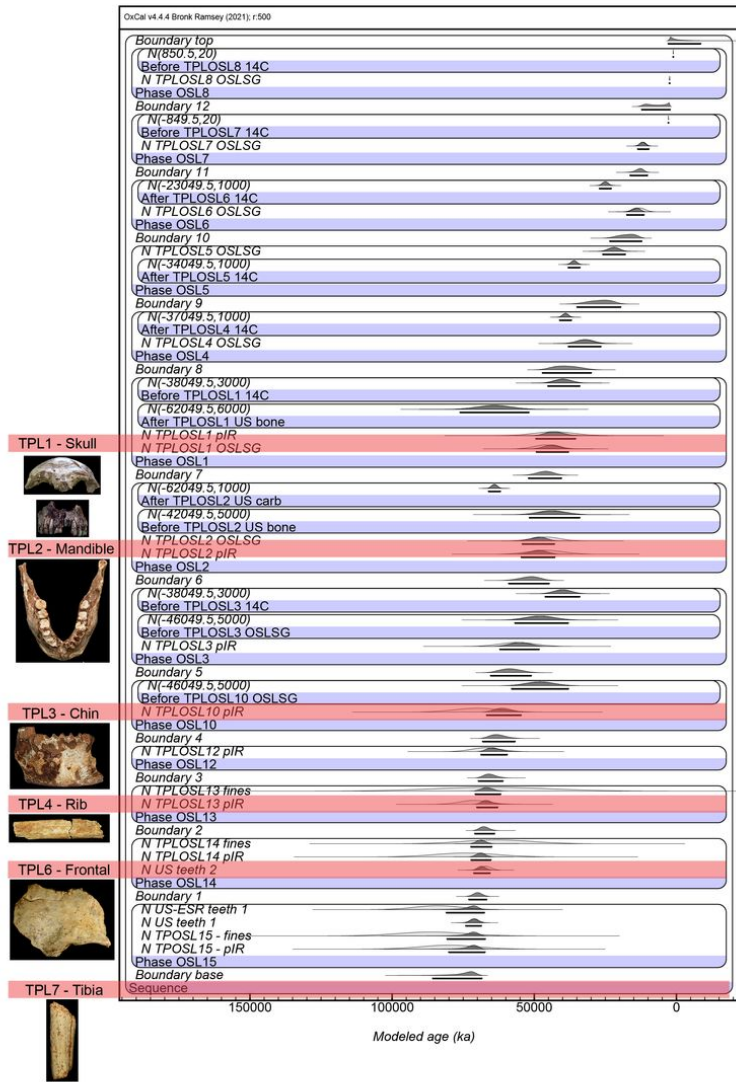 OxCal v4.4.4 Bronk Ramsey (2021); r:500
Boundary top
N(850.5,20)
Before TPLOSL8 14C
N TPLOSL8 OSLSG
Phase OSL8
Boundary 12
N(-849.5,20)
Before TPLOSL7 14C
N TPLOSL7 OSLSG
Phase OSL7
Boundary 11
N(-23049.5,1000)
After TPLOSL6 14C
N TPLOSL6 OSLSG
Phase OSL6
Boundary 10
N TPLOSL5 OSLSG
N(-34049.5,1000)
After TPLOSL5 14C
Phase OSL5
Boundary 9
N(-37049.5,1000)
After TPLOSL4 14C
N TPLOSL4 OSLSG
Phase OSL4
Boundary 8
N(-38049.5,3000)
Before TPLOSL1 14C
N(-62049.5,6000)
After TPLOSL1 US bone
TPL1 - Skull
N TPLOSL1 pIR
N TPLOSL1 OSLSG
Phase OSL1
Boundary 7
N(-62049.5,1000)
After TPLOSL2 US carb
N(-42049.5,5000)
Before TPLOSL2 US bone
TPL2 - Mandible
N TPLOSL2 OSLSG
N TPLOSL2 pIR
Phase OSL2
Boundary 6
N(-38049.5,3000)
Before TPLOSL3 14C
N(-46049.5,5000)
Before TPLOSL3 OSLSG
N TPLOSL3 pIR
Phase OSL3
Boundary 5
N(-46049.5,5000)
Before TPLOSL10 OSLSG
TPL3 - Chin
N TPLOSL10 pIR
Phase OSL10
Boundary 4
N TPLOSL12 pIR
Phase OSL12
Boundary 3
N TPLOSL13 fines
TPL4 - Rib
N TPLOSL13 pIR
Phase OSL13
Boundary 2
N TPLOSL14 fines
N TPLOSL14 pIR
TPL6 - Frontal
N US teeth 2
Phase OSL14
Boundary 1
N US-ESR teeth 1
N US teeth 1
N TPOSL15 - fines
N TPOSL15 - pIR
Phase OSL15
Boundary base
TPL7 - Tibia
Sequence
150000 100000 50000 0
Modeled age (ka)